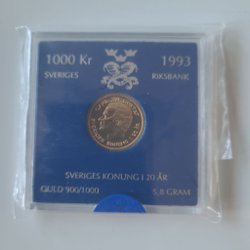 1000 Kr 1993
SVERIGES RIKSBANK
SVERIGES KONUNG I 20 ÅR
GULD 900/1000 5,8 GRAM